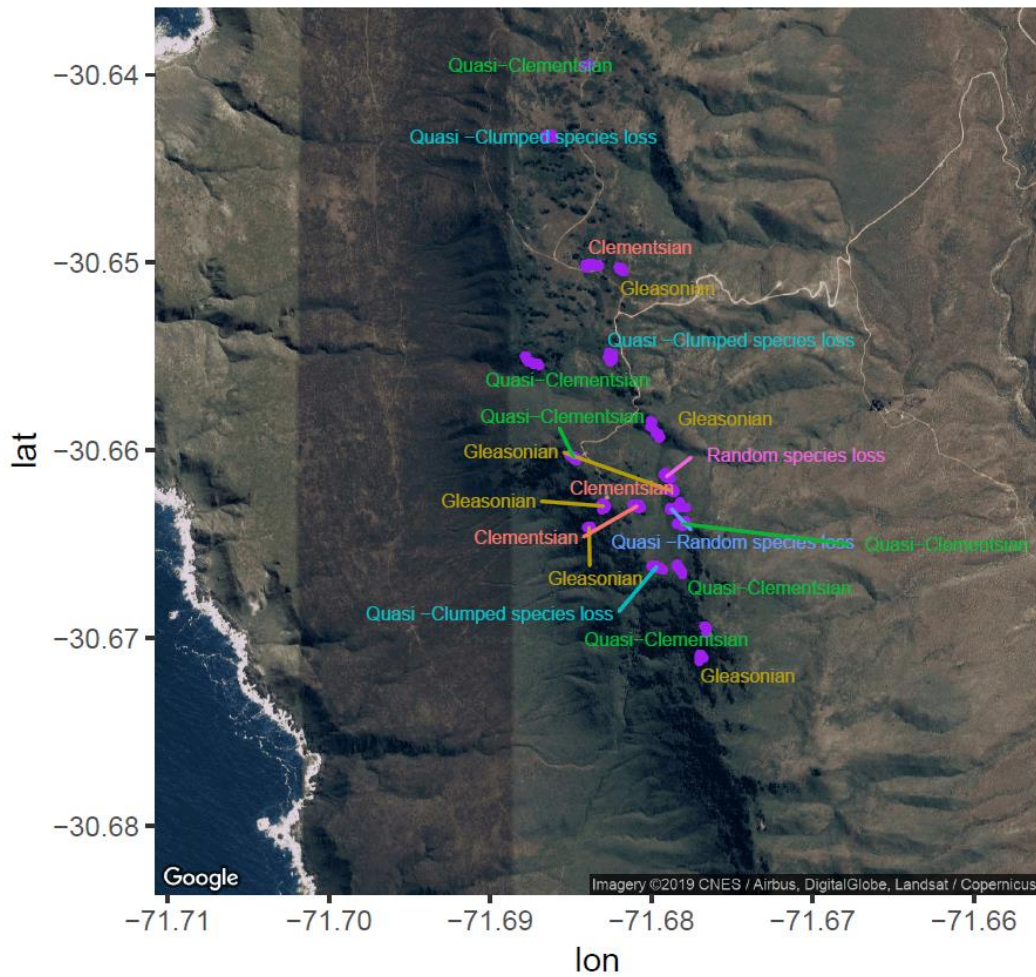 −30.64
−30.65
−30.66
−30.67
−30.68
lat
Quasi−Clementsian
Quasi −Clumped species loss
Clementsian
Gleasonian
Quasi −Clumped species loss
Quasi−Clementsian
Quasi−Clementsian
Gleasonian
Gleasonian
Random species loss
Clementsian
Gleasonian
Clementsian
Quasi −Random species loss
Quasi−Clementsian
Gleasonian
Quasi−Clementsian
Quasi −Clumped species loss
Quasi−Clementsian
Gleasonian
Google
Imagery ©2019 CNES / Airbus, DigitalGlobe, Landsat / Copernicus
−71.71 −71.70 −71.69 −71.68 −71.67 −71.66
lon